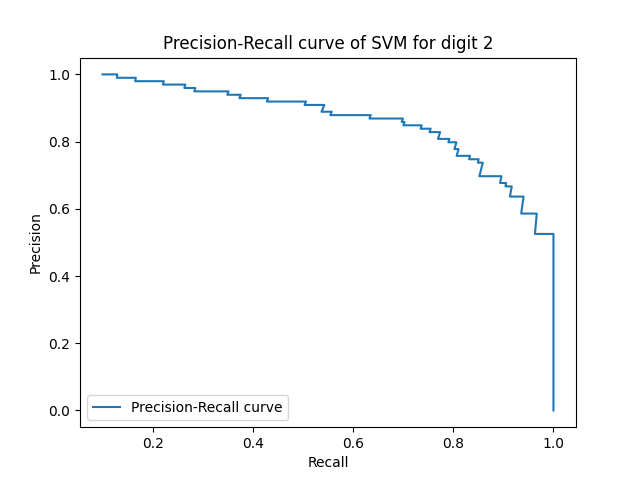 Precision-Recall curve of SVM for digit 2
1.0
0.8
0.6
0.4
0.2
0.0
Precision
Precision-Recall curve
0.2 0.4 0.6 0.8 1.0
Recall